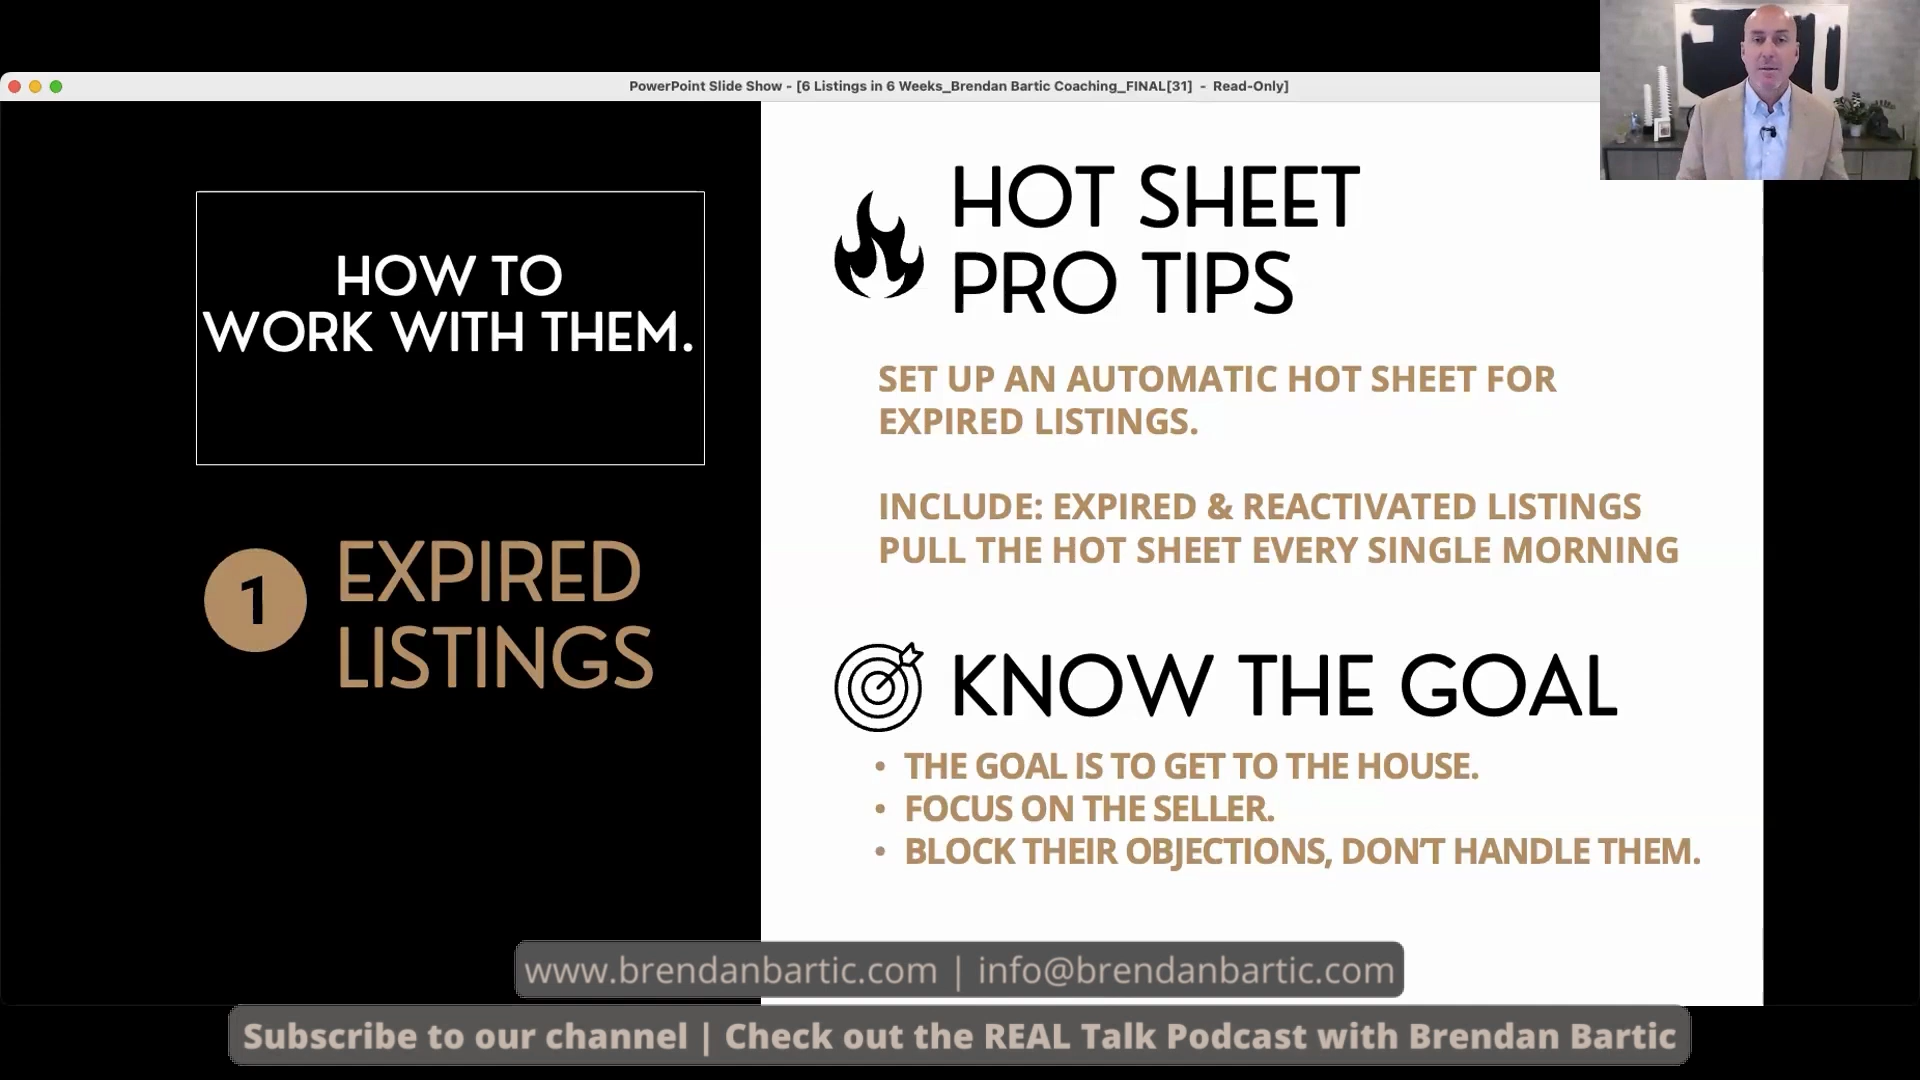 PowerPoint Slide Show - [6 Listings in 6 Weeks_Brendan Bartic Coaching_FINAL[31] - Read-Only]
HOW TO
WORK WITH THEM.
1
EXPIRED
LISTINGS
HOT SHEET
PRO TIPS
SET UP AN AUTOMATIC HOT SHEET FOR
EXPIRED LISTINGS.
INCLUDE: EXPIRED & REACTIVATED LISTINGS
PULL THE HOT SHEET EVERY SINGLE MORNING
KNOW THE GOAL
• THE GOAL IS TO GET TO THE HOUSE.
• FOCUS ON THE SELLER.
• BLOCK THEIR OBJECTIONS, DON'T HANDLE THEM.
www.brendanbartic.com | info@brendanbartic.com
Subscribe to our channel | Check out the REAL Talk Podcast with Brendan Bartic